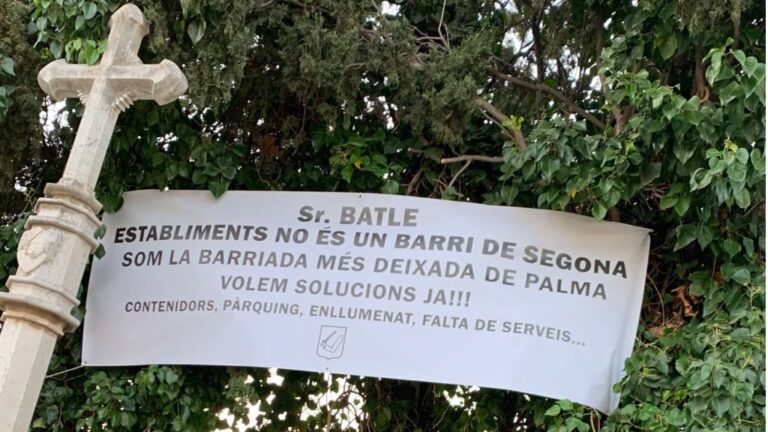 Sr. BATLE
ESTABLIMENTS NO ÉS UN BARRI DE SEGONA
SOM LA BARRIADA MÉS DEIXADA DE PALMA
VOLEM SOLUCIONS JA!!!
CONTENIDORS, PÀRQUING, ENLLUMENAT, FALTA DE SERVEIS...